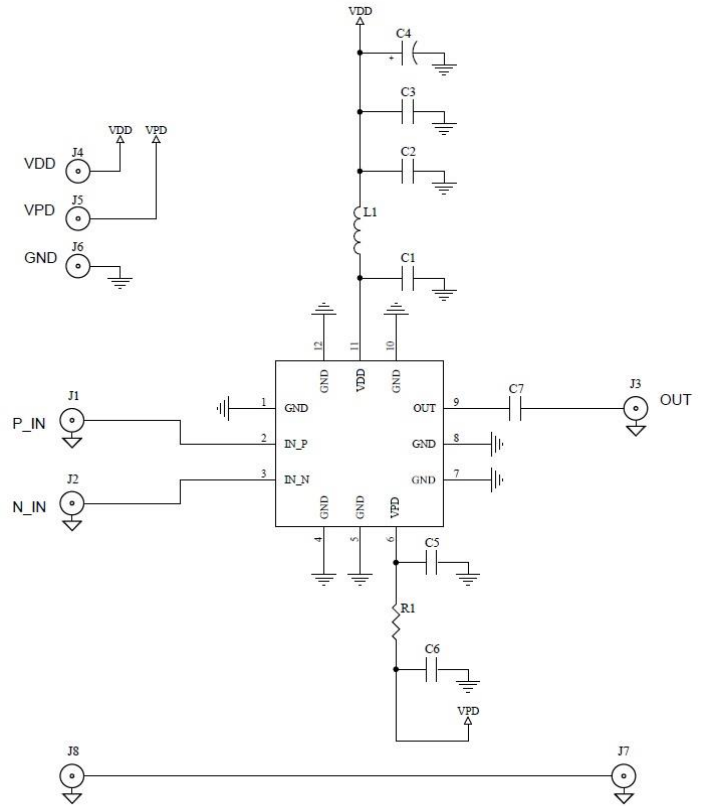 VDD
C4
+
C3
VDD VPD
J4
VDD
C2
J5
VPD
L1
J6
GND
C1
12 11 10
GND VDD GND
J1
P_IN
1 GND
OUT 9
C7
J3
OUT
2 IN_P
GND 8
J2
N_IN
3 IN_N
GND 7
GND GND VPD
4 5 6
C5
R1
C6
VPD
J8
J7